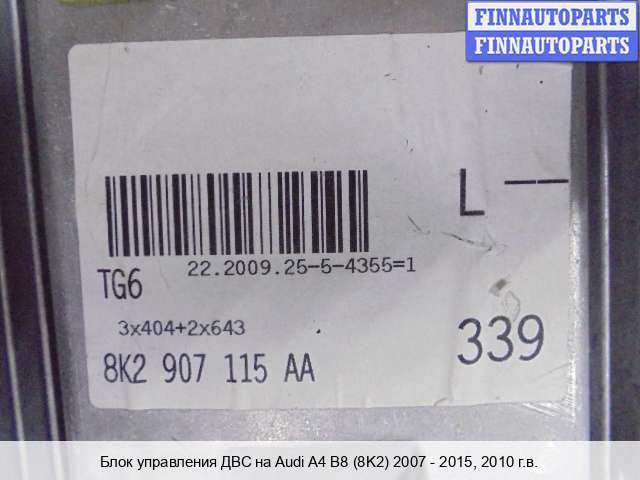 FINNAUTOPARTS
FINNAUTOPARTS
L --
22.2009.25-5-4355=1
TG6
3x404+2x643
339
8K2 907 115 AA
Блок управления ДВС на Audi A4 B8 (8K2) 2007 - 2015, 2010 г.в.